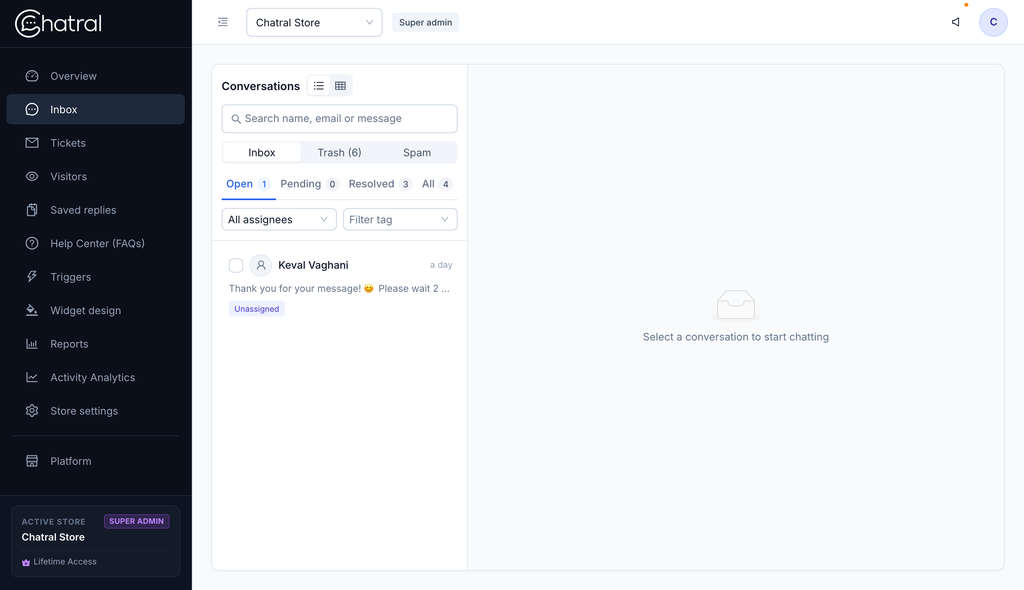 Chatral
Overview
Inbox
Tickets
Visitors
Saved replies
Help Center (FAQs)
Triggers
Widget design
Reports
Activity Analytics
Store settings
Platform
ACTIVE STORE SUPER ADMIN
Chatral Store
Lifetime Access
Chatral Store Super admin C
Conversations
Search name, email or message
Inbox Trash (6) Spam
Open 1 Pending 0 Resolved 3 All 4
All assignees Filter tag
Keval Vaghani a day
Thank you for your message! 😊 Please wait 2 ...
Unassigned
Select a conversation to start chatting